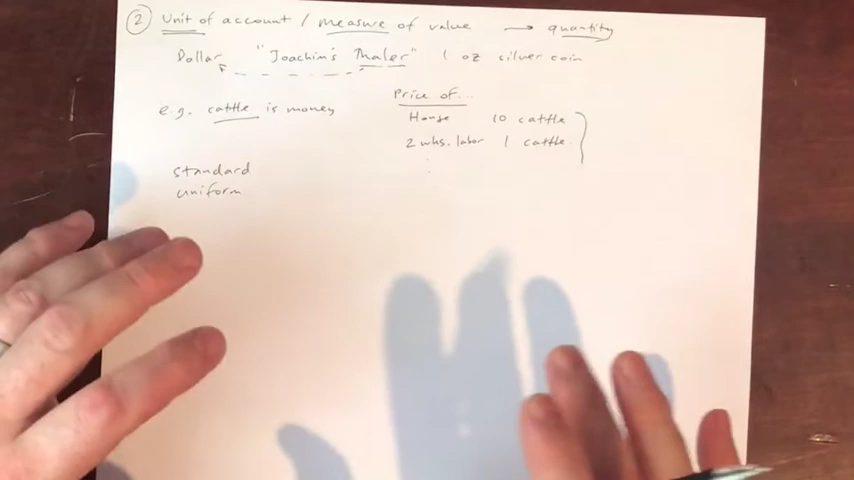 ② Unit of account / measure of value → quantity
Dollar "Joachim's Thaler" 1 oz silver coin
e.g. cattle is money
Price of...
House 10 cattle
2 wks. labor 1 cattle
standard
uniform